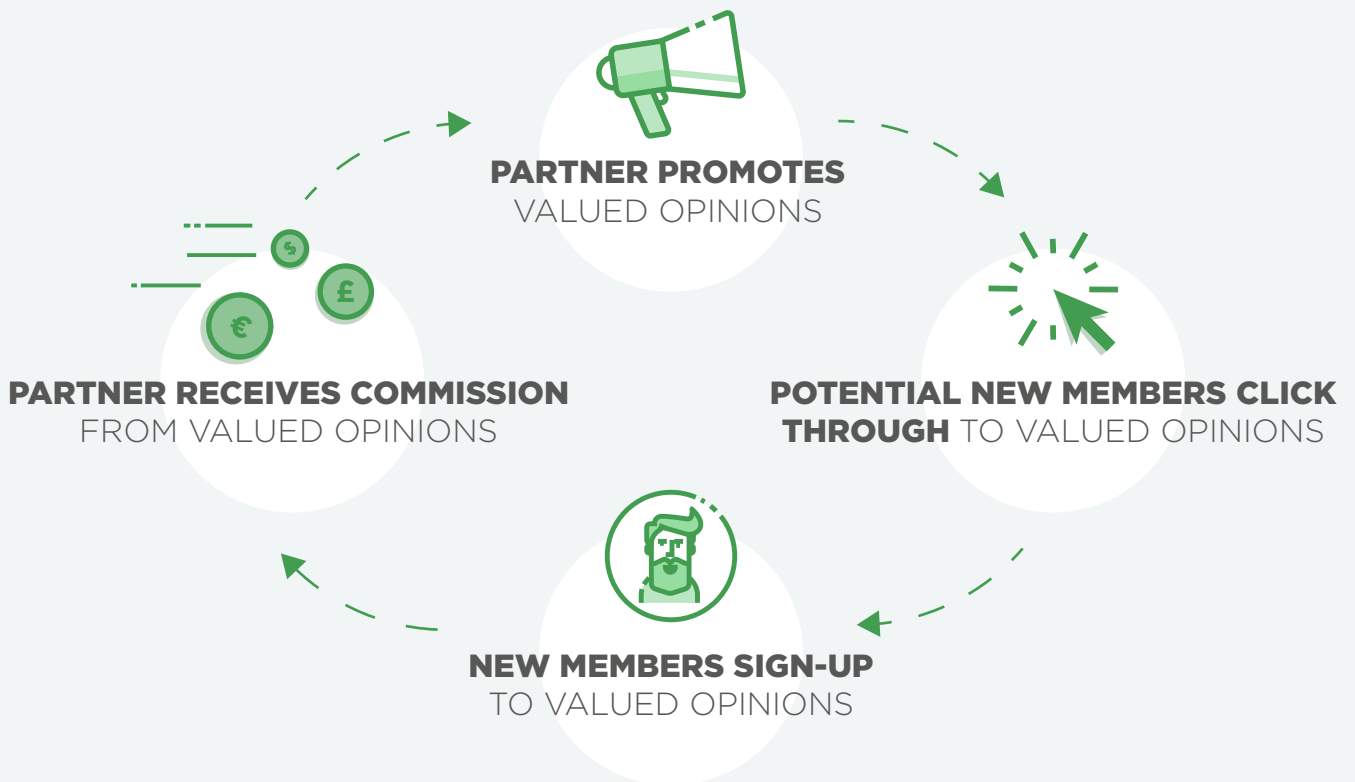 PARTNER PROMOTES
VALUED OPINIONS
$
£
€
PARTNER RECEIVES COMMISSION
FROM VALUED OPINIONS
POTENTIAL NEW MEMBERS CLICK
THROUGH TO VALUED OPINIONS
NEW MEMBERS SIGN-UP
TO VALUED OPINIONS